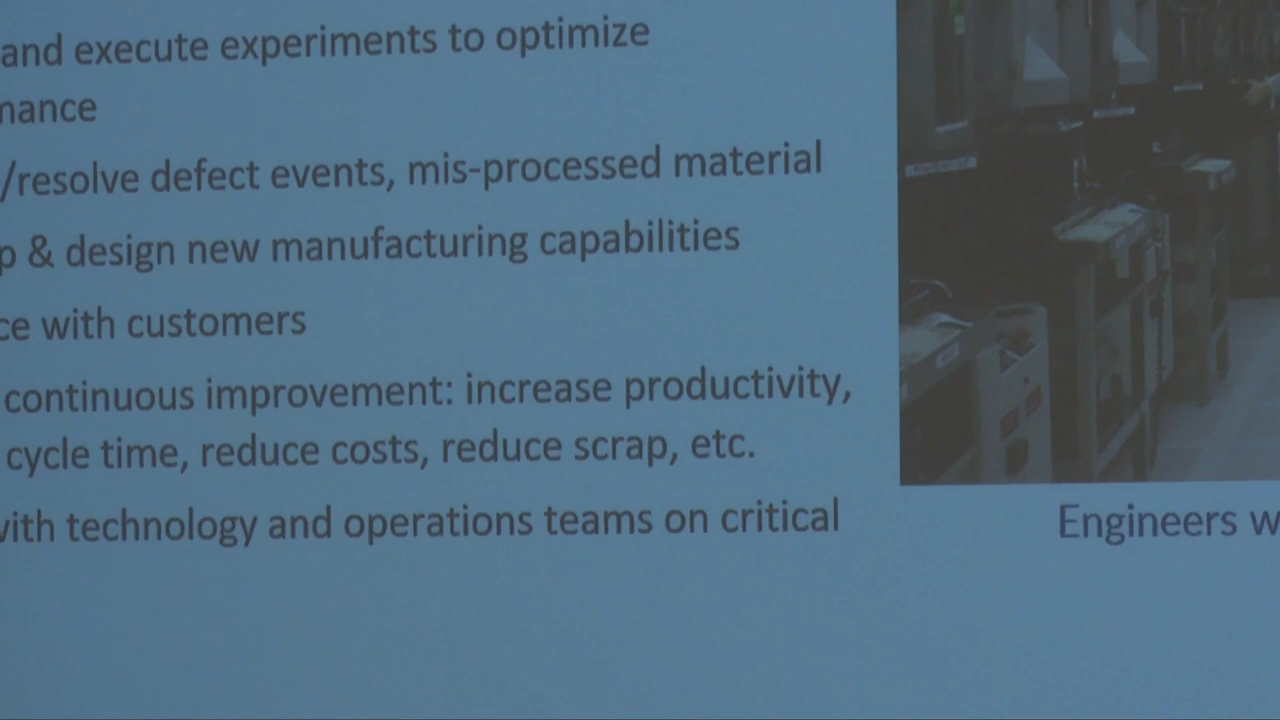 and execute experiments to optimize
mance
/resolve defect events, mis-processed material
p & design new manufacturing capabilities
ce with customers
continuous improvement: increase productivity,
cycle time, reduce costs, reduce scrap, etc.
with technology and operations teams on critical
Engineers w